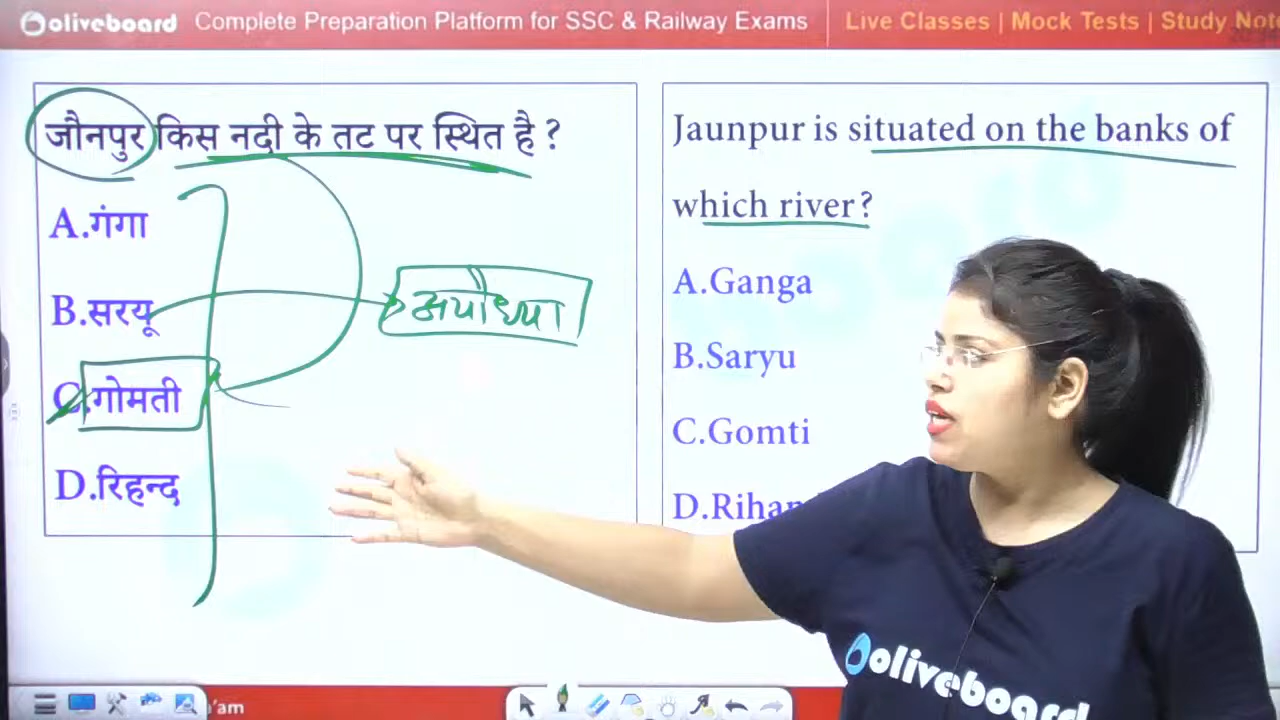 oliveboard Complete Preparation Platform for SSC & Railway Exams Live Classes | Mock Tests | Study
जौनपुर किस नदी के तट पर स्थित है ?
A.गंगा
B.सरयू
अयोध्या
C.गोमती
D.रिहन्द
Jaunpur is situated on the banks of
which river?
A.Ganga
B.Saryu
C.Gomti
oliveboard